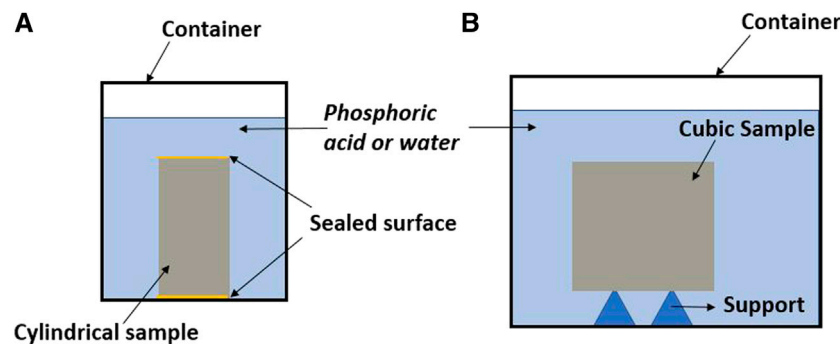 A
Container
Phosphoric
acid or water
Sealed surface
Cylindrical sample
B
Container
Cubic Sample
Support